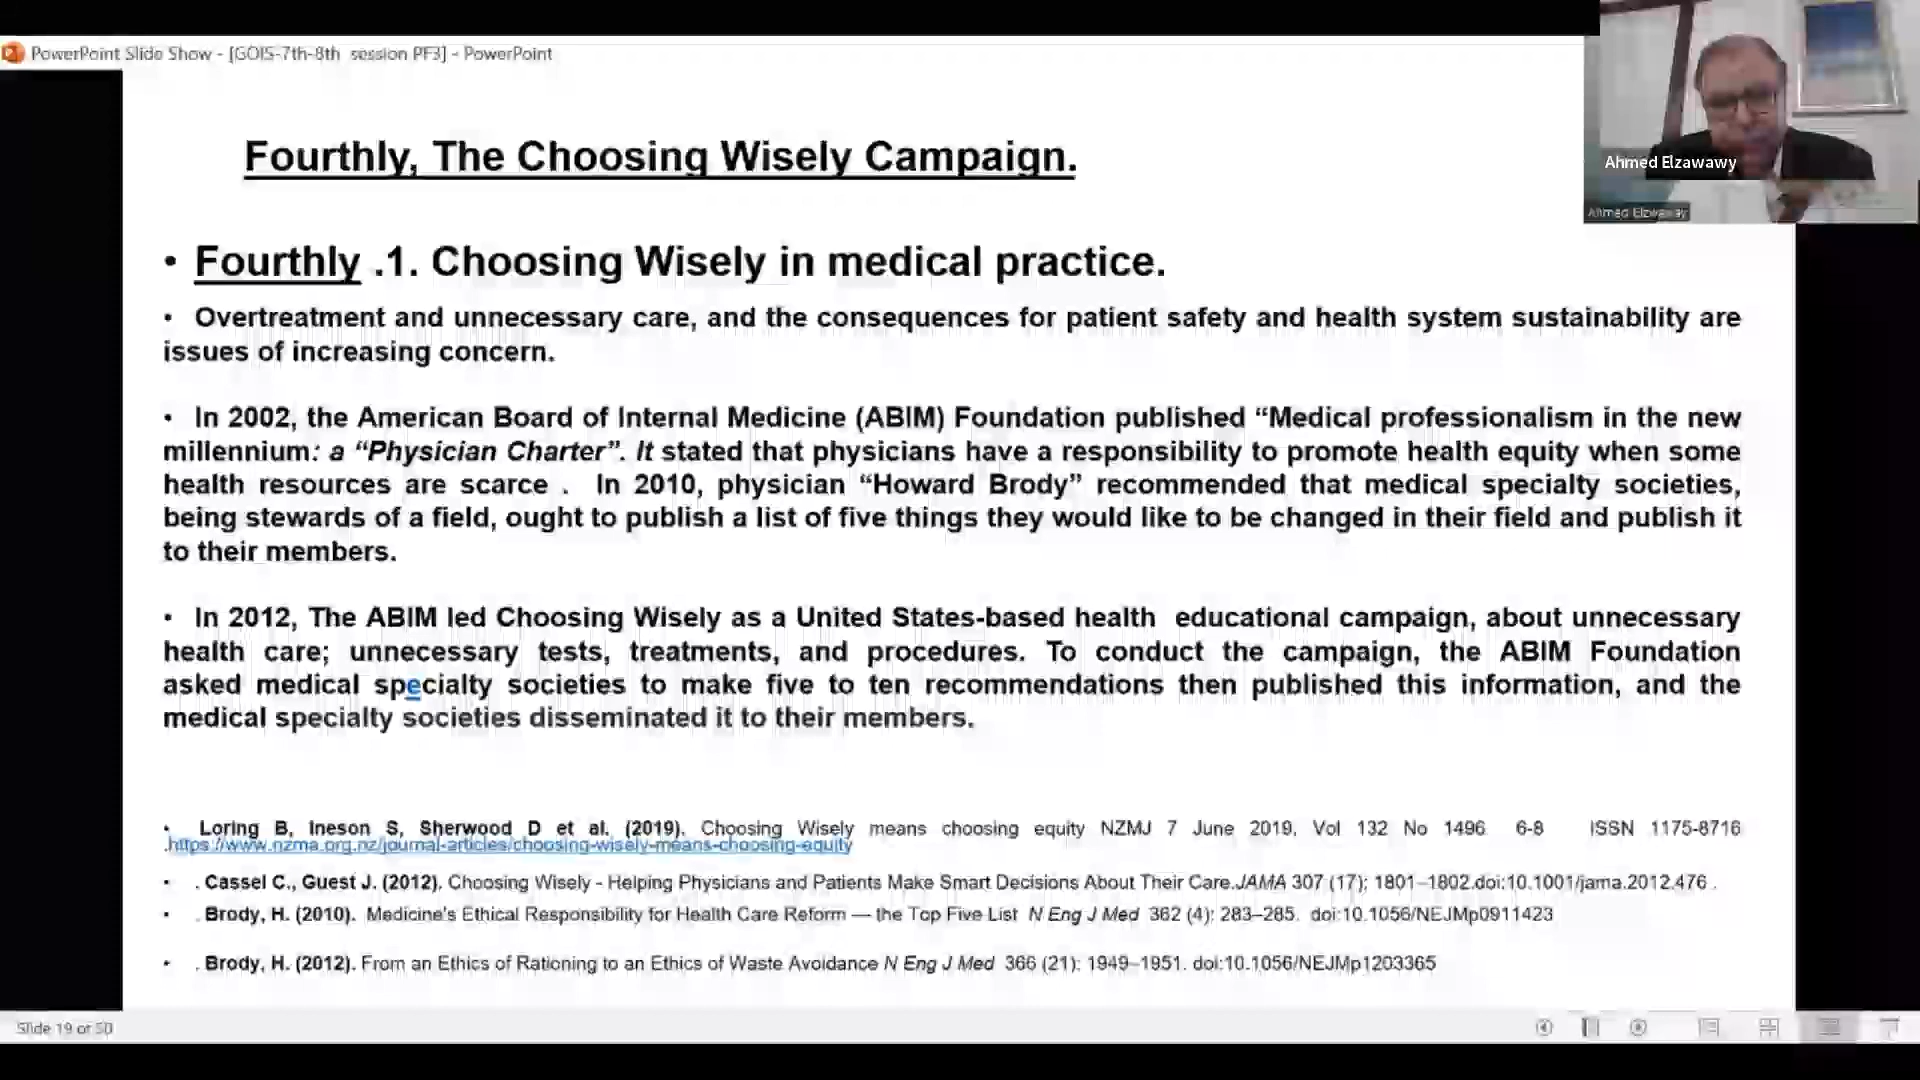 PowerPoint Slide Show - [GOIS-7th-8th session PF3] - PowerPoint
Ahmed Elzawawy
Ahmed Elzawawy
Fourthly, The Choosing Wisely Campaign.
• Fourthly .1. Choosing Wisely in medical practice.
• Overtreatment and unnecessary care, and the consequences for patient safety and health system sustainability are
issues of increasing concern.
• In 2002, the American Board of Internal Medicine (ABIM) Foundation published “Medical professionalism in the new
millennium: a “Physician Charter”. It stated that physicians have a responsibility to promote health equity when some
health resources are scarce . In 2010, physician “Howard Brody” recommended that medical specialty societies,
being stewards of a field, ought to publish a list of five things they would like to be changed in their field and publish it
to their members.
• In 2012, The ABIM led Choosing Wisely as a United States-based health educational campaign, about unnecessary
health care; unnecessary tests, treatments, and procedures. To conduct the campaign, the ABIM Foundation
asked medical specialty societies to make five to ten recommendations then published this information, and the
medical specialty societies disseminated it to their members.
• Loring B, Ineson S, Sherwood D et al. (2019). Choosing Wisely means choosing equity NZMJ 7 June 2019, Vol 132 No 1496 6-8 ISSN 1175-8716
.https://www.nzma.org.nz/journal-articles/choosing-wisely-means-choosing-equity
• . Cassel C., Guest J. (2012). Choosing Wisely - Helping Physicians and Patients Make Smart Decisions About Their Care.JAMA 307 (17): 1801–1802.doi:10.1001/jama.2012.476 .
• . Brody, H. (2010). Medicine's Ethical Responsibility for Health Care Reform — the Top Five List N Eng J Med 362 (4): 283–285. doi:10.1056/NEJMp0911423
• . Brody, H. (2012). From an Ethics of Rationing to an Ethics of Waste Avoidance N Eng J Med 366 (21): 1949–1951. doi:10.1056/NEJMp1203365
Slide 19 of 50